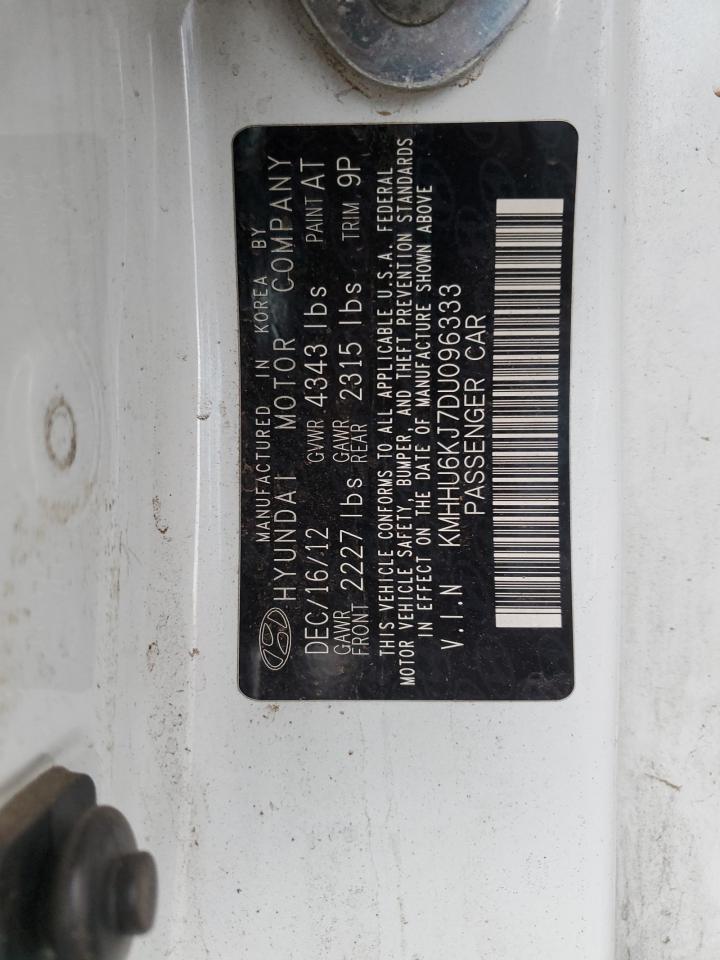 MANUFACTURED IN KOREA BY
HYUNDAI MOTOR COMPANY
DEC/16/12 GVWR 4343 lbs PAINT AT
GAWR FRONT 2227 lbs GAWR REAR 2315 lbs TRIM 9P
THIS VEHICLE CONFORMS TO ALL APPLICABLE U.S.A. FEDERAL
MOTOR VEHICLE SAFETY, BUMPER, AND THEFT PREVENTION STANDARDS
IN EFFECT ON THE DATE OF MANUFACTURE SHOWN ABOVE
V.I.N KMHHU6KJ7DU096333
PASSENGER CAR